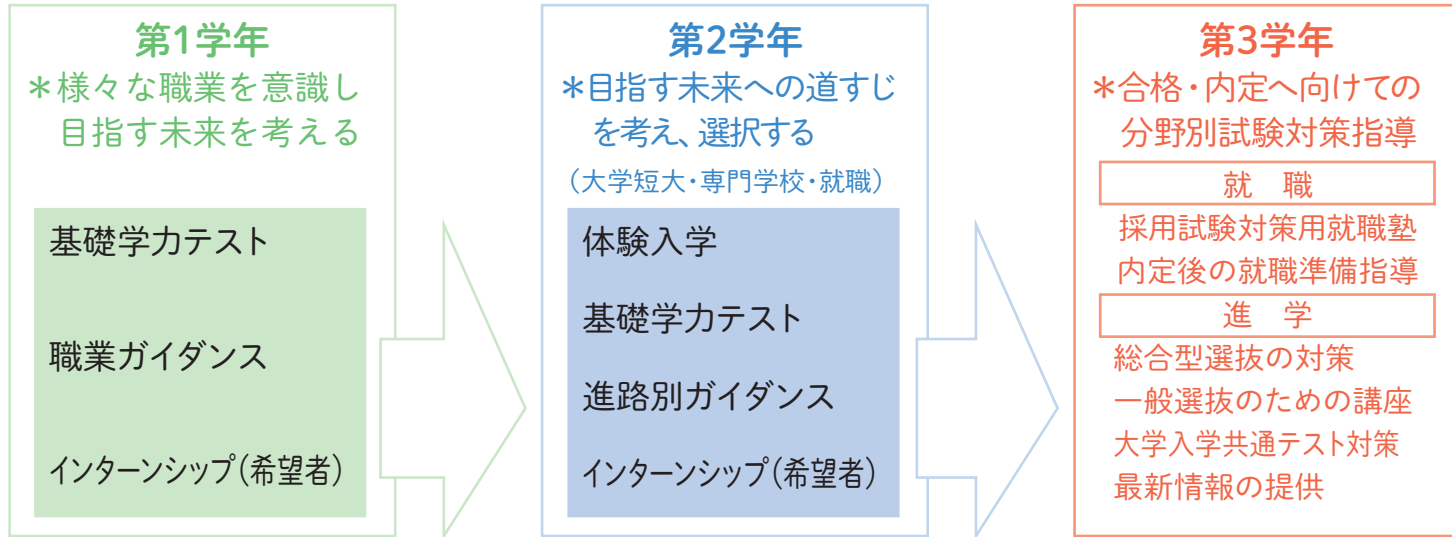 第1学年
＊様々な職業を意識し
目指す未来を考える
基礎学力テスト
職業ガイダンス
インターンシップ(希望者)
第2学年
＊目指す未来への道すじ
を考え、選択する
(大学短大・専門学校・就職)
体験入学
基礎学力テスト
進路別ガイダンス
インターンシップ(希望者)
第3学年
＊合格・内定へ向けての
分野別試験対策指導
就　職
採用試験対策用就職塾
内定後の就職準備指導
進　学
総合型選抜の対策
一般選抜のための講座
大学入学共通テスト対策
最新情報の提供